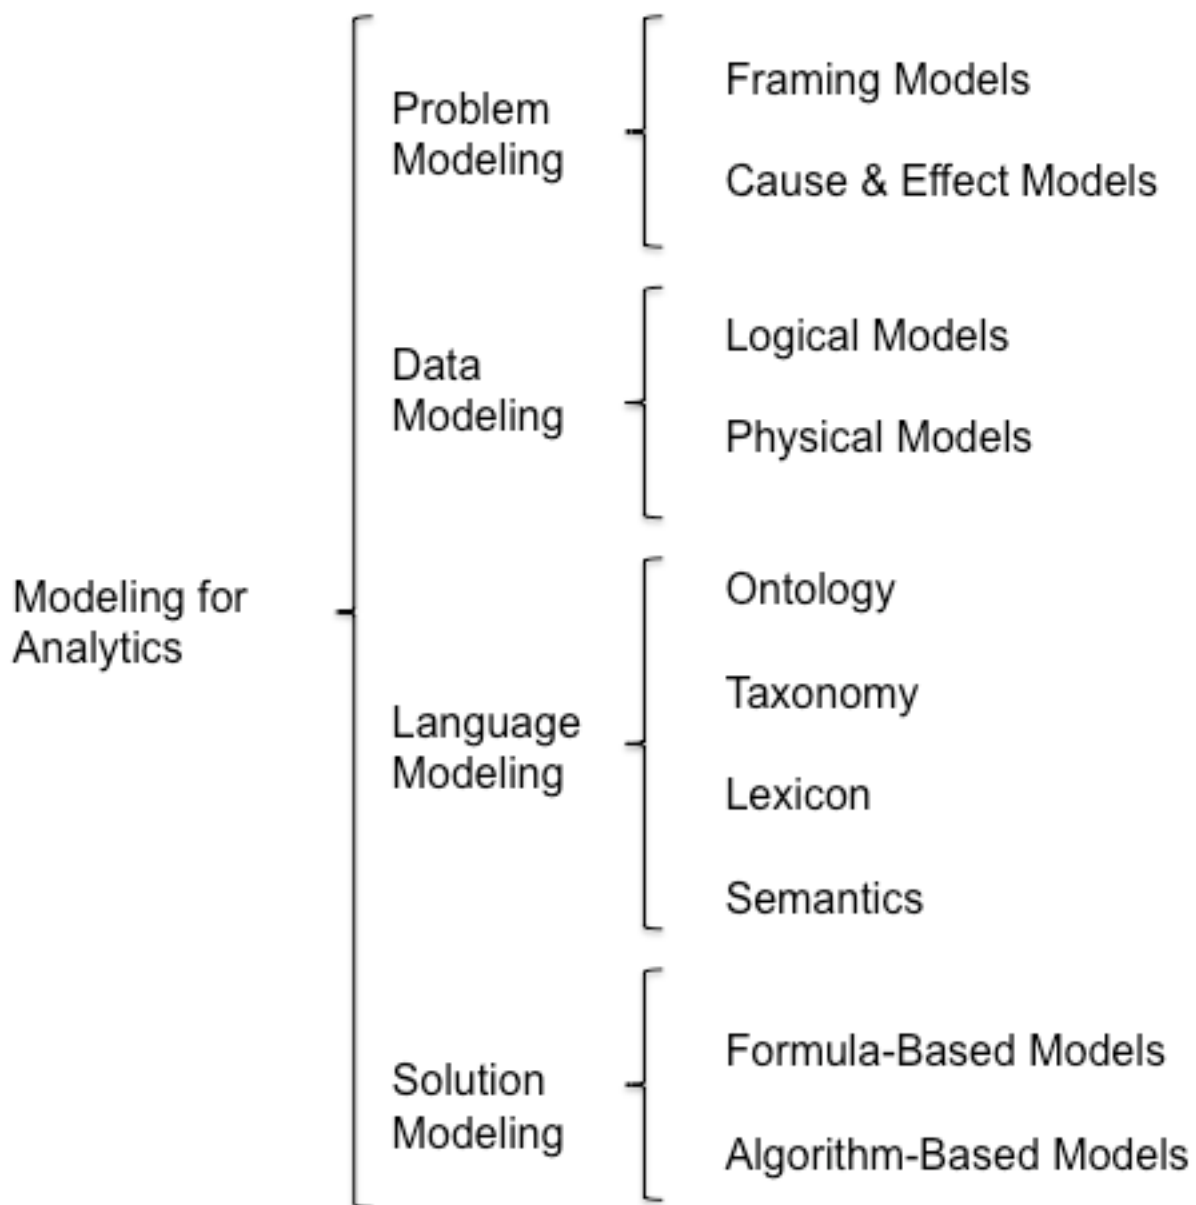 Modeling for
Analytics
Problem
Modeling
Framing Models
Cause & Effect Models
Data
Modeling
Logical Models
Physical Models
Language
Modeling
Ontology
Taxonomy
Lexicon
Semantics
Solution
Modeling
Formula-Based Models
Algorithm-Based Models